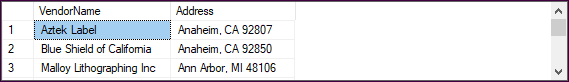 VendorName Address
1 Aztek Label Anaheim, CA 92807
2 Blue Shield of California Anaheim, CA 92850
3 Malloy Lithographing Inc Ann Arbor, MI 48106